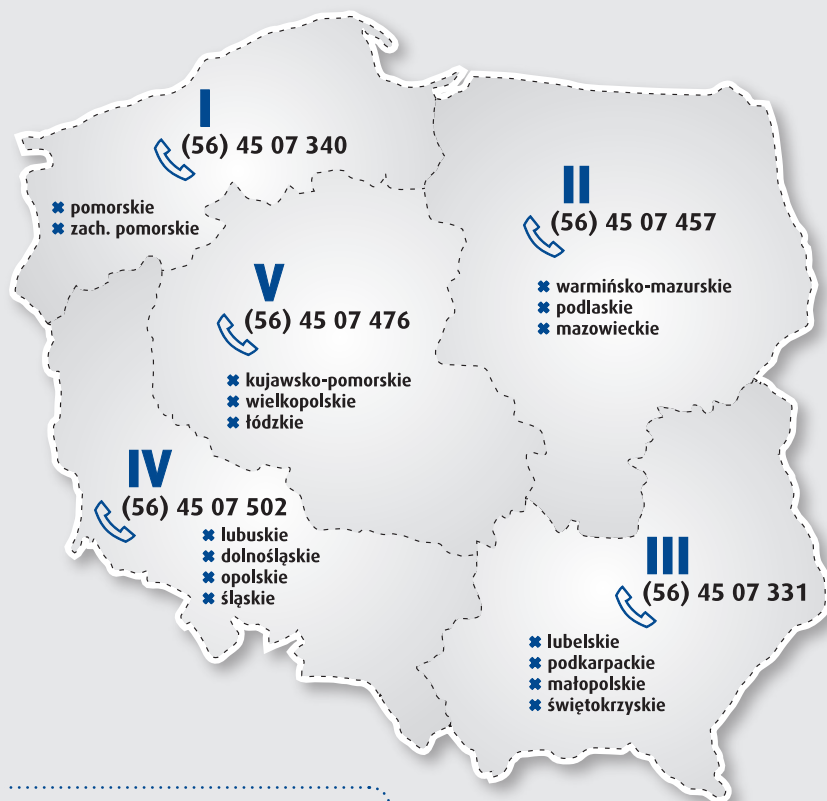 I
(56) 45 07 340
pomorskie
zach. pomorskie
II
(56) 45 07 457
warmińsko-mazurskie
podlaskie
mazowieckie
V
(56) 45 07 476
kujawsko-pomorskie
wielkopolskie
łódzkie
IV
(56) 45 07 502
lubuskie
dolnośląskie
opolskie
śląskie
III
(56) 45 07 331
lubelskie
podkarpackie
małopolskie
świętokrzyskie